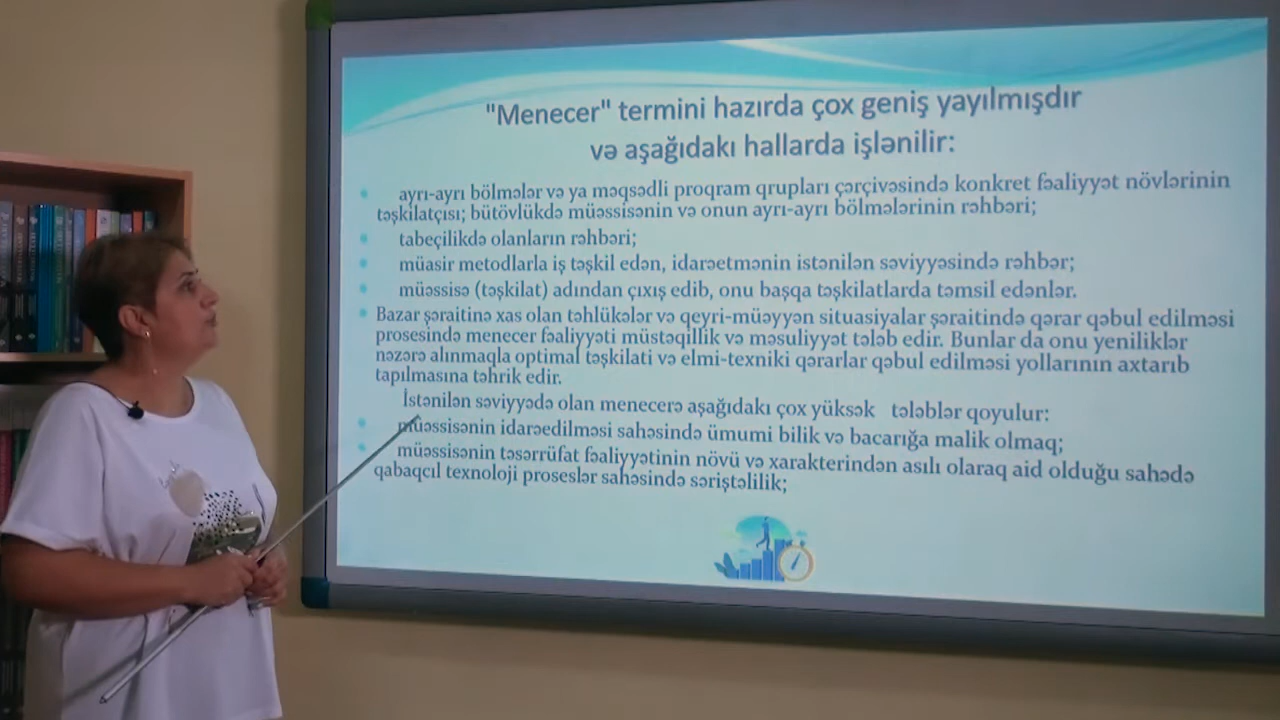 "Menecer" termini hazırda çox geniş yayılmışdır
və aşağıdakı hallarda işlənilir:
ayrı-ayrı bölmələr və ya məqsədli proqram qrupları çərçivəsində konkret fəaliyyət növlərinin
təşkilatçısı; bütövlükdə müəssisənin və onun ayrı-ayrı bölmələrinin rəhbəri;
tabeçilikdə olanların rəhbəri;
müasir metodlarla iş təşkil edən, idarəetmənin istənilən səviyyəsində rəhbər;
müəssisə (təşkilat) adından çıxış edib, onu başqa təşkilatlarda təmsil edənlər.
Bazar şəraitinə xas olan təhlükələr və qeyri-müəyyən situasiyalar şəraitində qərar qəbul edilməsi
prosesində menecer fəaliyyəti müstəqillik və məsuliyyət tələb edir. Bunlar da onu yeniliklər
nəzərə alınmaqla optimal təşkilati və elmi-texniki qərarlar qəbul edilməsi yollarının axtarıb
tapılmasına təhrik edir.
İstənilən səviyyədə olan menecerə aşağıdakı çox yüksək tələblər qoyulur:
müəssisənin idarəedilməsi sahəsində ümumi bilik və bacarığa malik olmaq;
müəssisənin təsərrüfat fəaliyyətinin növü və xarakterindən asılı olaraq aid olduğu sahədə
qabaqcıl texnoloji proseslər sahəsində səriştəlilik;